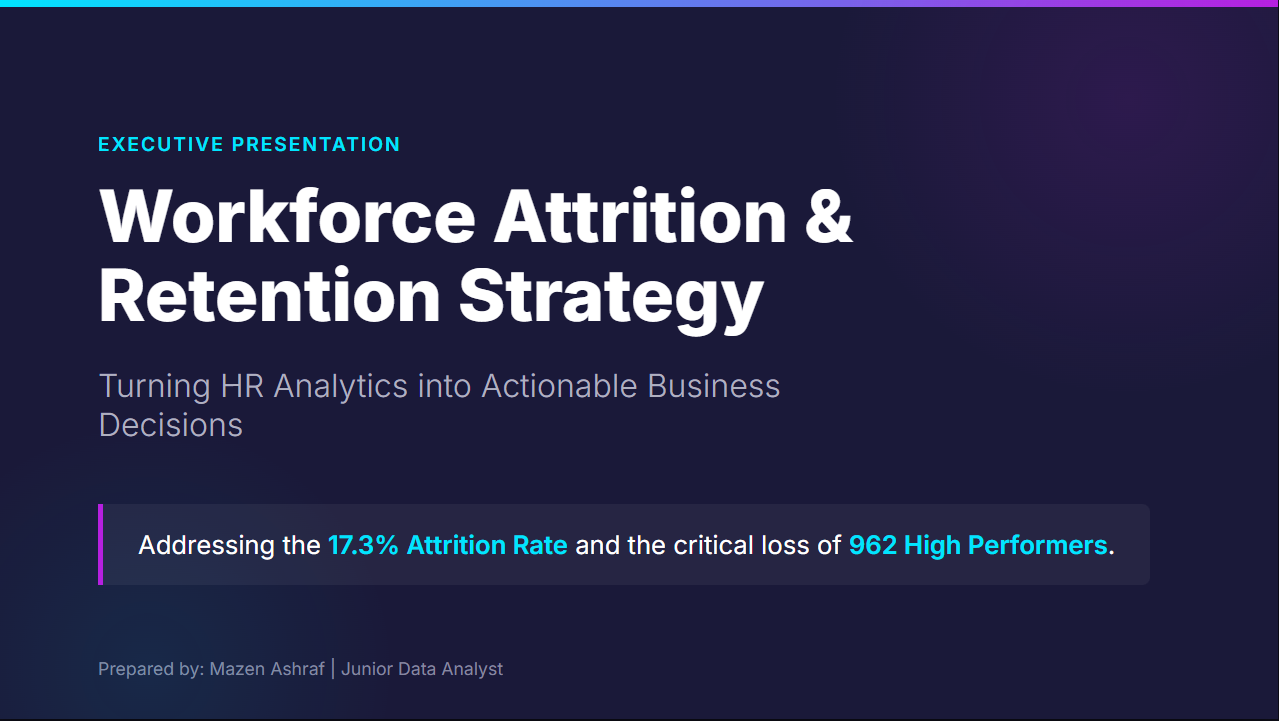 EXECUTIVE PRESENTATION
Workforce Attrition &
Retention Strategy
Turning HR Analytics into Actionable Business
Decisions
Addressing the 17.3% Attrition Rate and the critical loss of 962 High Performers.
Prepared by: Mazen Ashraf | Junior Data Analyst